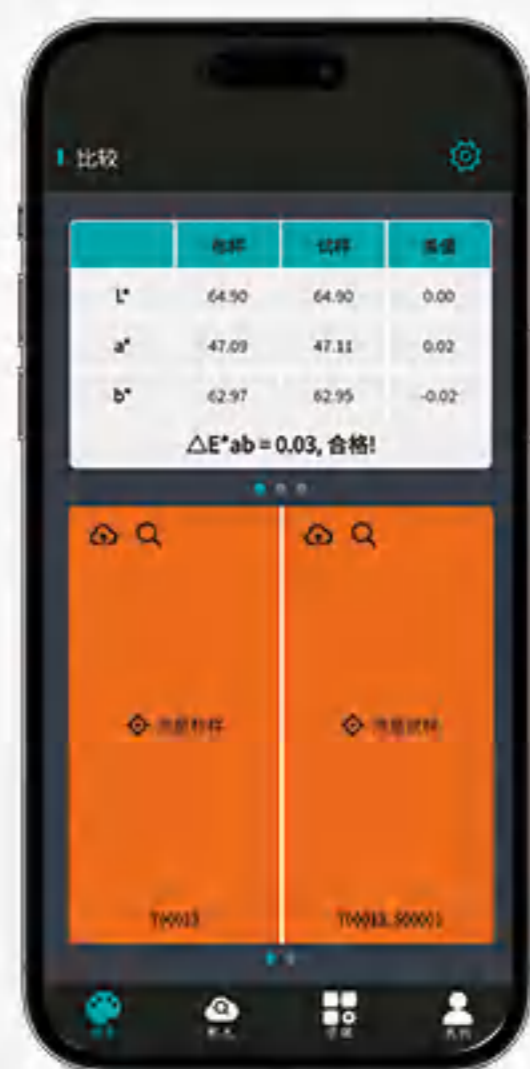 比较
标样 试样 差值
L* 64.90 64.90 0.00
a* 47.09 47.11 0.02
b* 62.97 62.95 -0.02
△E*ab = 0.03, 合格!
测量标样 测量试样
T00013 T00013_S00001